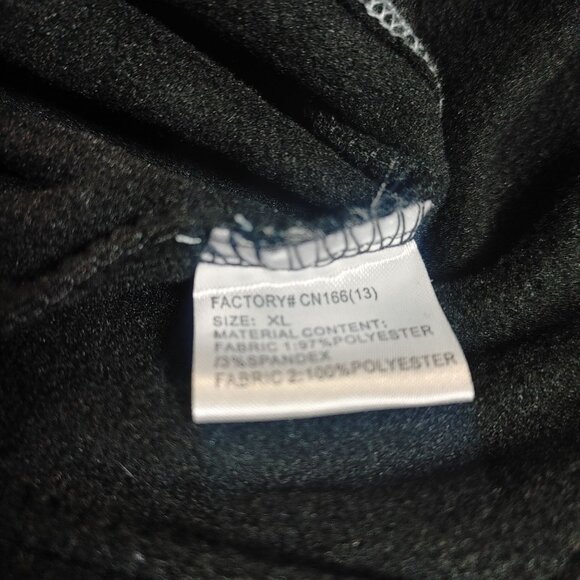 FACTORY# CN166(13)
SIZE: XL
MATERIAL CONTENT:
FABRIC 1:97%POLYESTER
/3%SPANDEX
FABRIC 2:100%POLYESTER